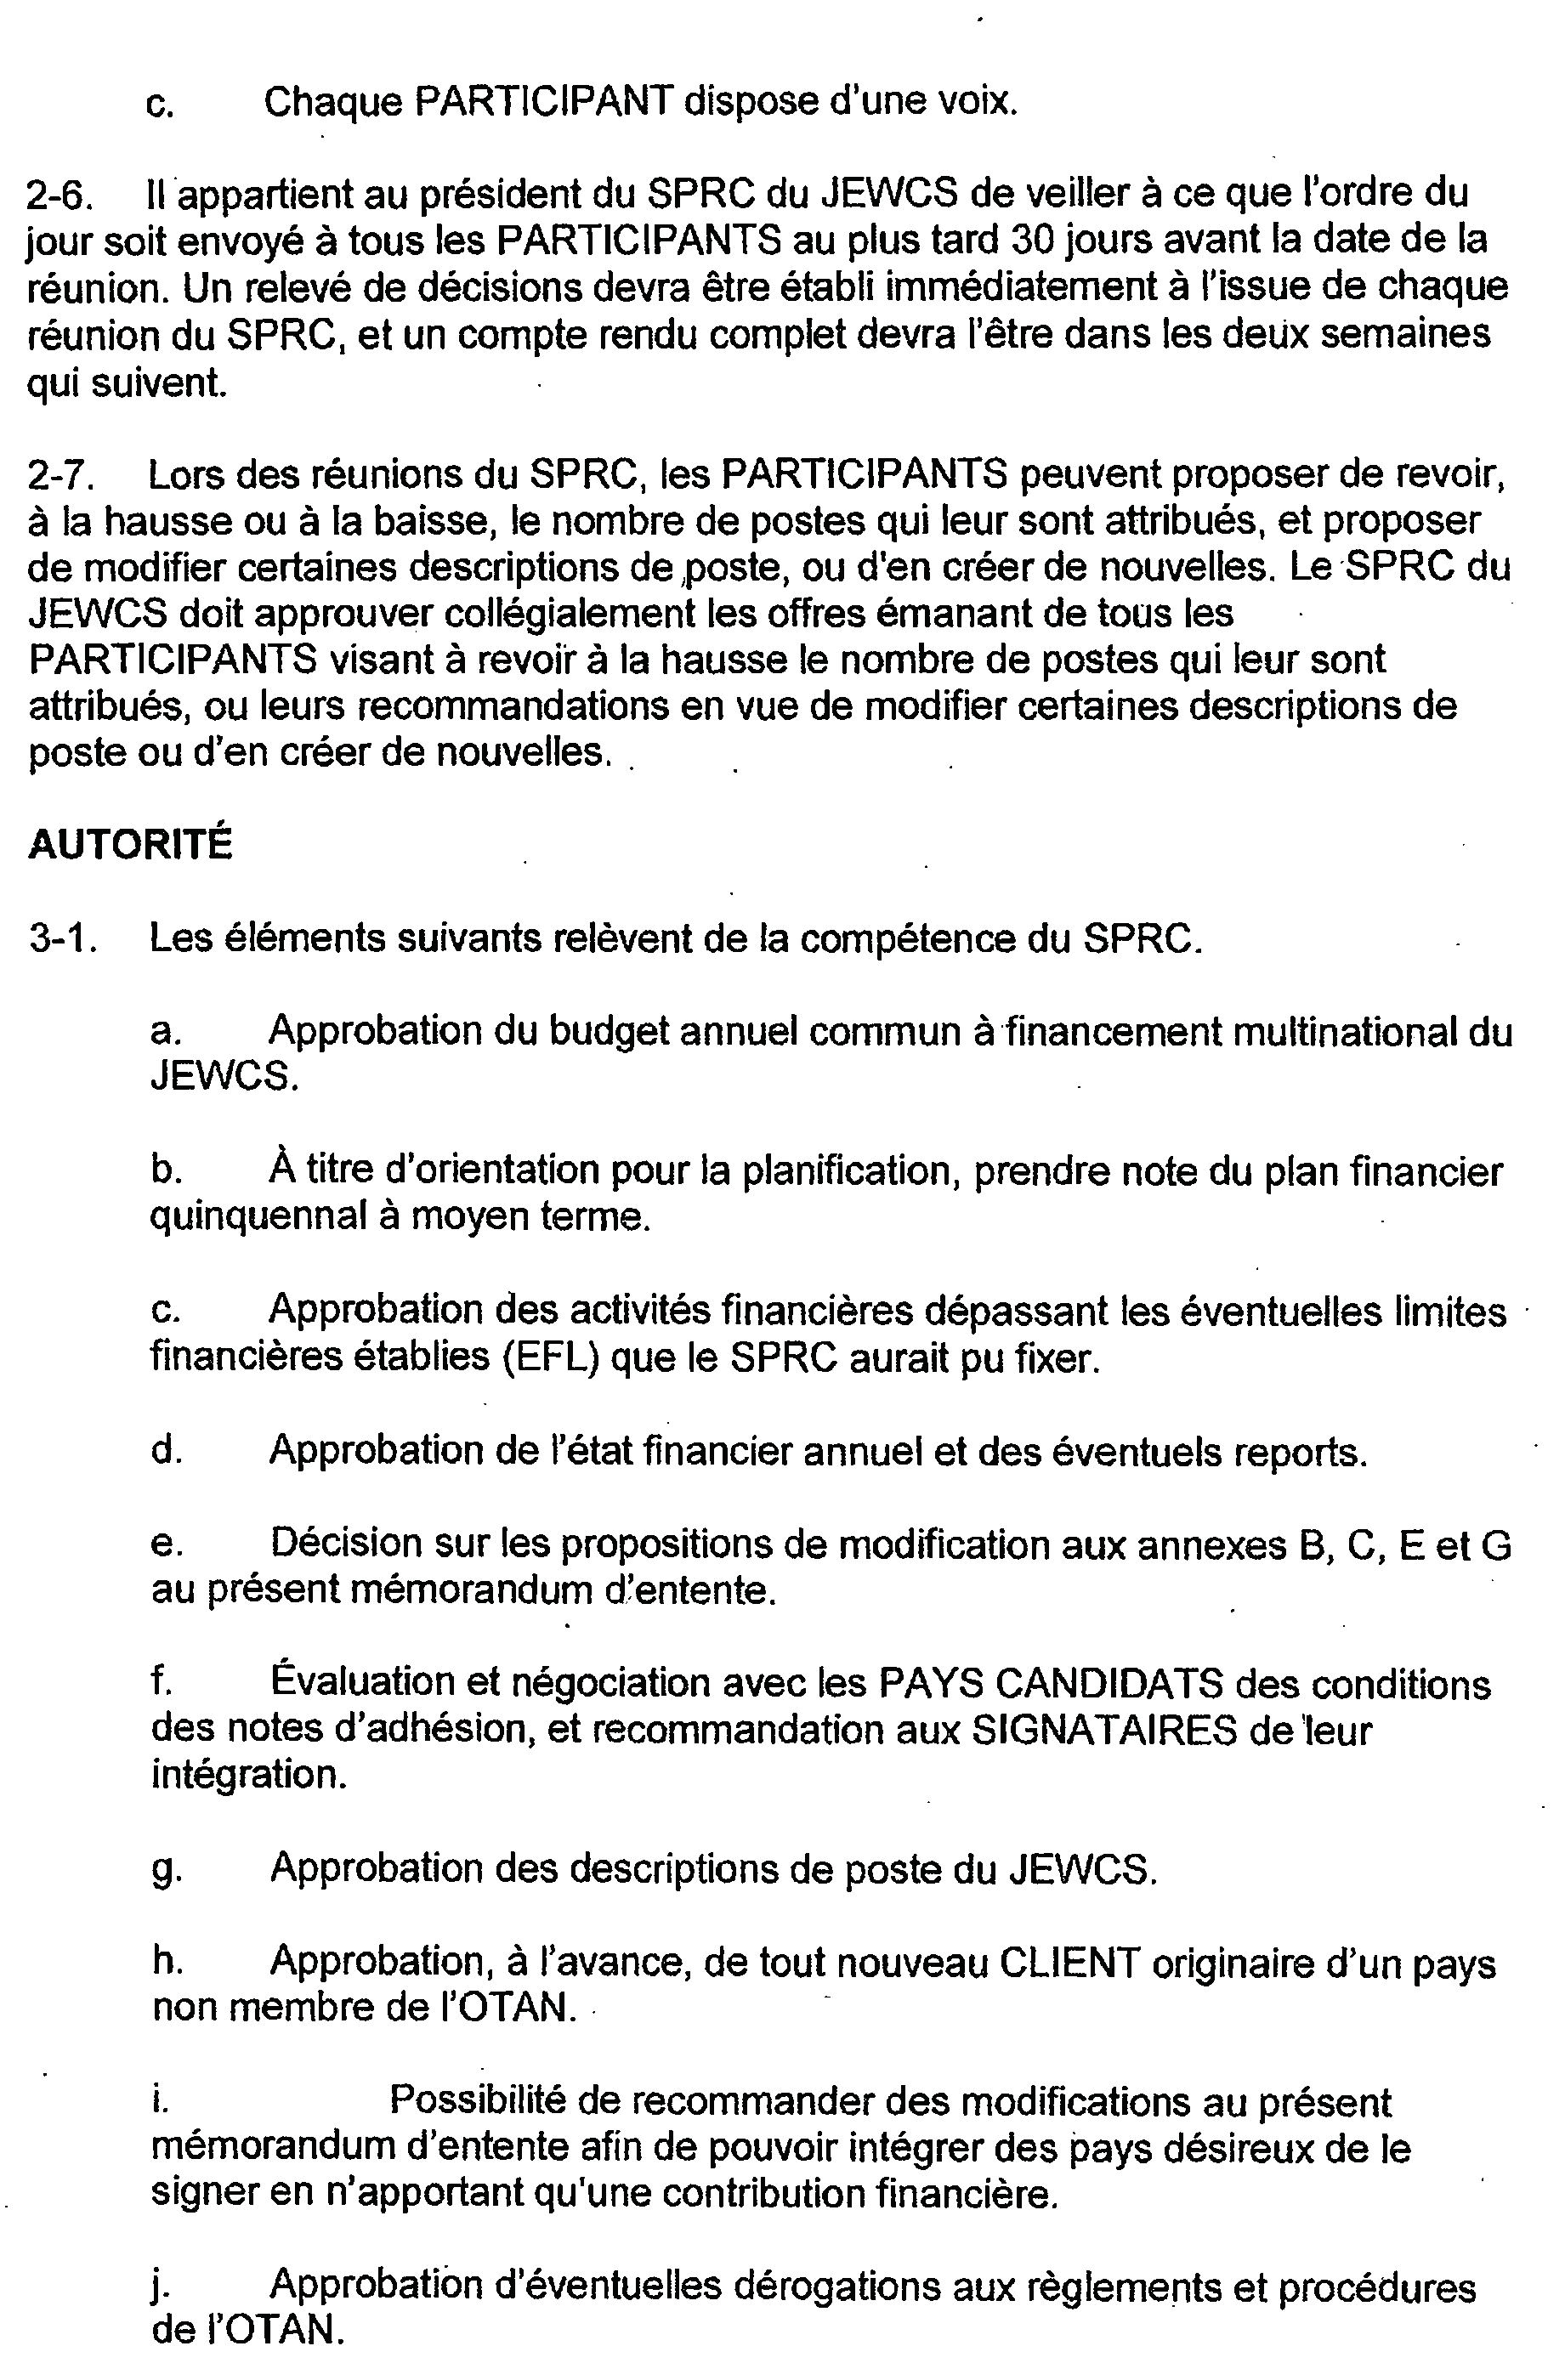 c. Chaque PARTICIPANT dispose d'une voix.
2-6. Il appartient au président du SPRC du JEWCS de veiller à ce que l'ordre du
jour soit envoyé à tous les PARTICIPANTS au plus tard 30 jours avant la date de la
réunion. Un relevé de décisions devra être établi immédiatement à l'issue de chaque
réunion du SPRC, et un compte rendu complet devra l'être dans les deux semaines
qui suivent.
2-7. Lors des réunions du SPRC, les PARTICIPANTS peuvent proposer de revoir,
à la hausse ou à la baisse, le nombre de postes qui leur sont attribués, et proposer
de modifier certaines descriptions de poste, ou d'en créer de nouvelles. Le SPRC du
JEWCS doit approuver collégialement les offres émanant de tous les
PARTICIPANTS visant à revoir à la hausse le nombre de postes qui leur sont
attribués, ou leurs recommandations en vue de modifier certaines descriptions de
poste ou d'en créer de nouvelles.
AUTORITÉ
3-1. Les éléments suivants relèvent de la compétence du SPRC.
a. Approbation du budget annuel commun à financement multinational du
JEWCS.
b. À titre d'orientation pour la planification, prendre note du plan financier
quinquennal à moyen terme.
c. Approbation des activités financières dépassant les éventuelles limites
financières établies (EFL) que le SPRC aurait pu fixer.
d. Approbation de l'état financier annuel et des éventuels reports.
e. Décision sur les propositions de modification aux annexes B, C, E et G
au présent mémorandum d'entente.
f. Évaluation et négociation avec les PAYS CANDIDATS des conditions
des notes d'adhésion, et recommandation aux SIGNATAIRES de leur
intégration.
g. Approbation des descriptions de poste du JEWCS.
h. Approbation, à l'avance, de tout nouveau CLIENT originaire d'un pays
non membre de l'OTAN.
i. Possibilité de recommander des modifications au présent
mémorandum d'entente afin de pouvoir intégrer des pays désireux de le
signer en n'apportant qu'une contribution financière.
j. Approbation d'éventuelles dérogations aux règlements et procédures
de l'OTAN.